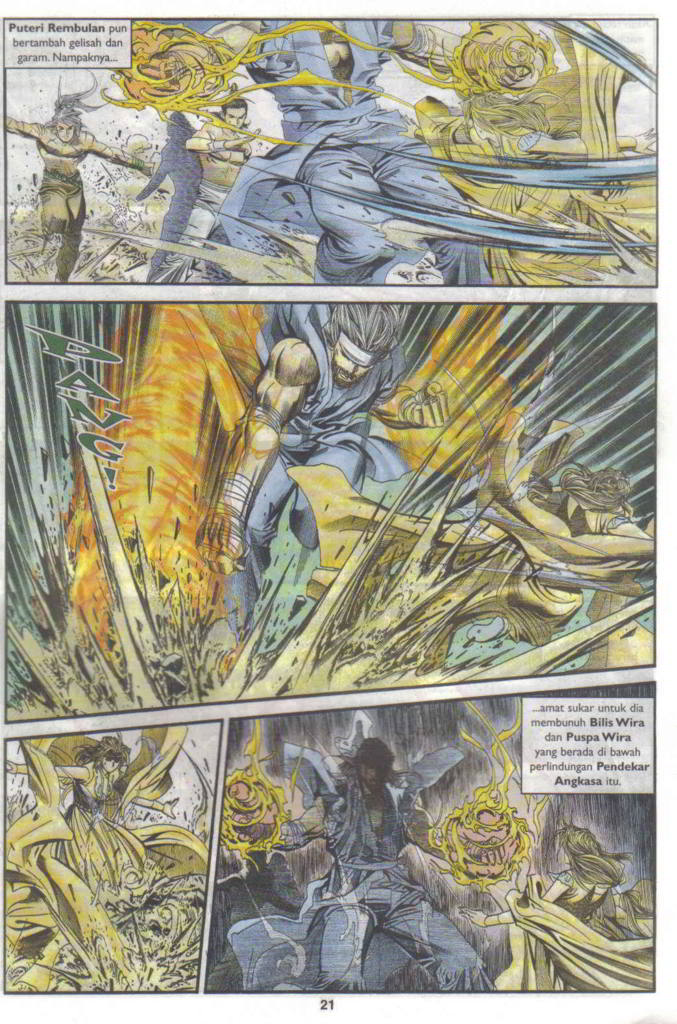 Puteri Rembulan pun
bertambah gelisah dan
garam. Nampaknya...
PANG!
...amat sukar untuk dia
membunuh Bilis Wira
dan Puspa Wira
yang berada di bawah
perlindungan Pendekar
Angkasa itu.
21